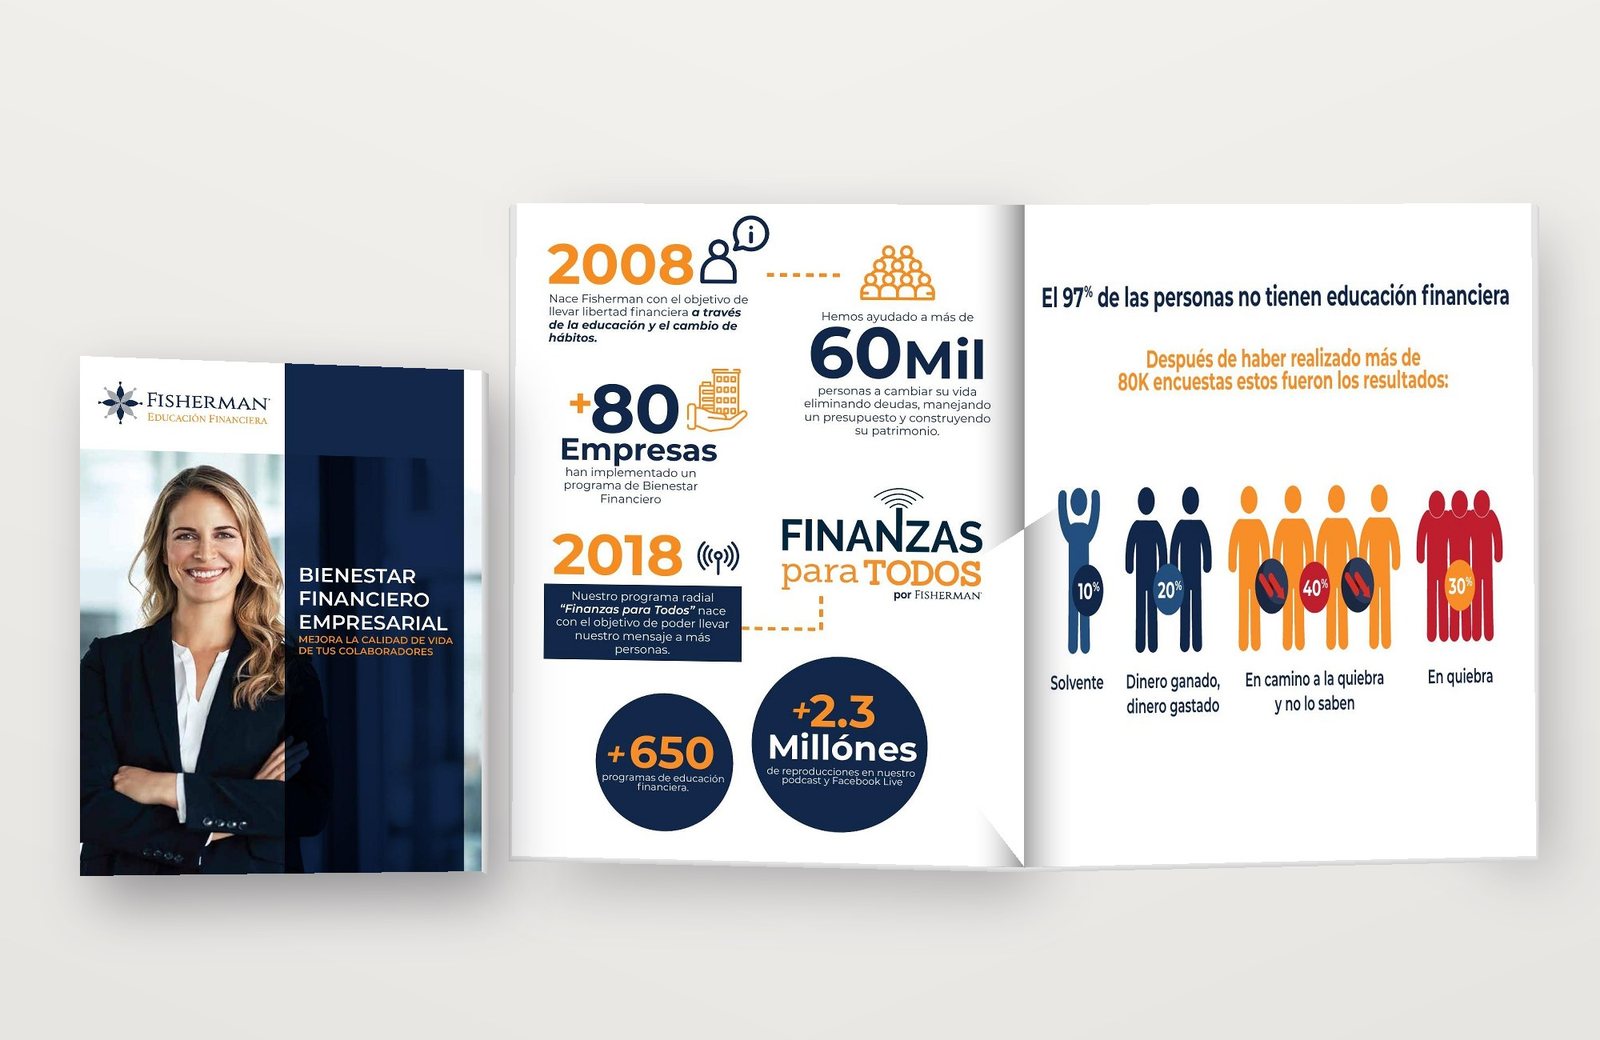 FISHERMAN
EDUCACIÓN FINANCIERA
BIENESTAR
FINANCIERO
EMPRESARIAL
MEJORA LA CALIDAD DE VIDA
DE TUS COLABORADORES
2008
Nace Fisherman con el objetivo de
llevar libertad financiera a través
de la educación y el cambio de
hábitos.
Hemos ayudado a más de
60Mil
personas a cambiar su vida
eliminando deudas, manejando
un presupuesto y construyendo
su patrimonio.
+80
Empresas
han implementado un
programa de Bienestar
Financiero
2018
Nuestro programa radial
“Finanzas para Todos” nace
con el objetivo de poder llevar
nuestro mensaje a más
personas.
FINANZAS
para TODOS
por FISHERMAN
+650
programas de educación
financiera.
+2.3
Millónes
de reproducciones en nuestro
podcast y Facebook Live
El 97% de las personas no tienen educación financiera
Después de haber realizado más de
80K encuestas estos fueron los resultados:
10%
20%
40%
30%
Solvente
Dinero ganado,
dinero gastado
En camino a la quiebra
y no lo saben
En quiebra